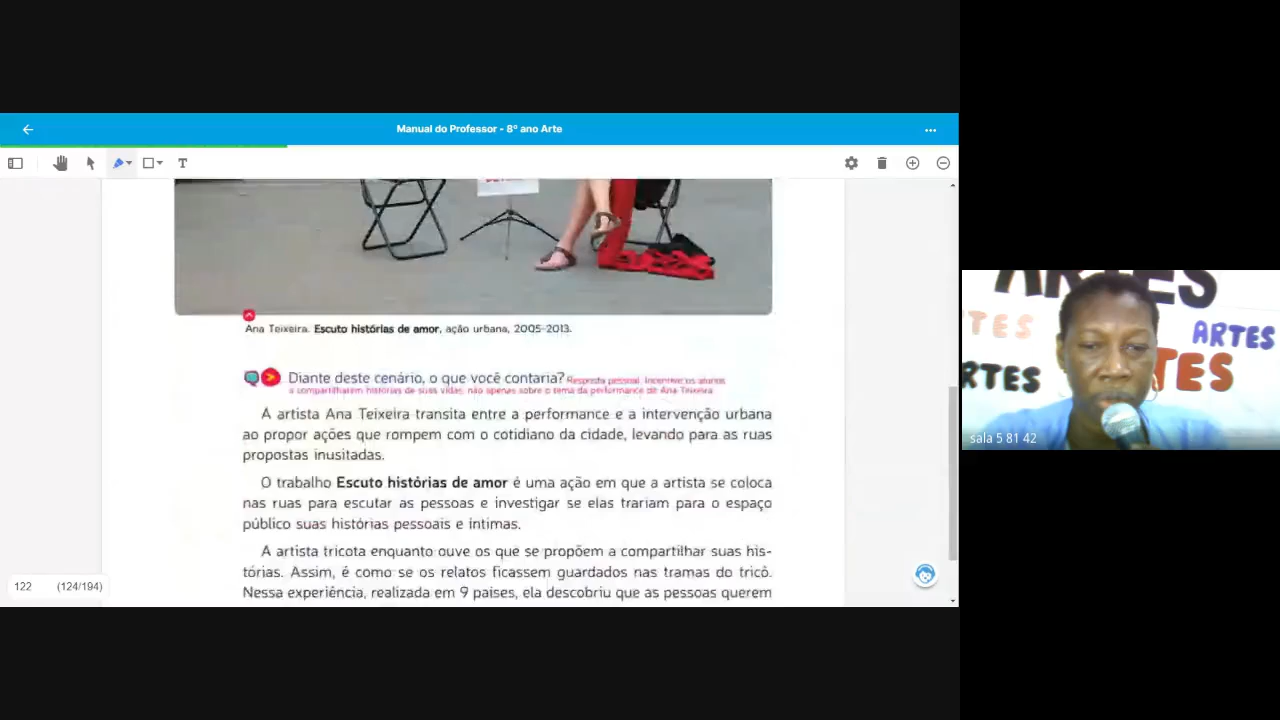 Manual do Professor - 8º ano Arte
T
Ana Teixeira. Escuto histórias de amor, ação urbana, 2005-2013.
Diante deste cenário, o que você contaria? Resposta pessoal. Incentive os alunos
a compartilharem histórias de suas vidas, não apenas sobre o tema da performance de Ana Teixeira.
A artista Ana Teixeira transita entre a performance e a intervenção urbana
ao propor ações que rompem com o cotidiano da cidade, levando para as ruas
propostas inusitadas.
O trabalho Escuto histórias de amor é uma ação em que a artista se coloca
nas ruas para escutar as pessoas e investigar se elas trariam para o espaço
público suas histórias pessoais e íntimas.
A artista tricota enquanto ouve os que se propõem a compartilhar suas his-
tórias. Assim, é como se os relatos ficassem guardados nas tramas do tricô.
Nessa experiência, realizada em 9 países, ela descobriu que as pessoas querem
122 (124/194)
ARTES
TES
ARTES
RTES
TES
sala 5 81 42